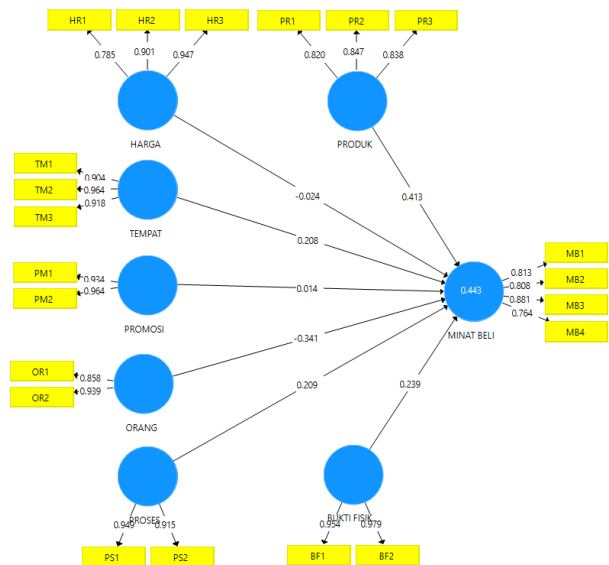 HR1 HR2 HR3 PR1 PR2 PR3
0.785 0.901 0.947 0.820 0.847 0.838
HARGA PRODUK
TM1 0.904
TM2 0.964
TM3 0.918
TEMPAT
-0.024
0.413
0.208
PM1 0.934
PM2 0.964
PROMOSI
0.014
0.443
MINAT BELI
0.813 MB1
0.808 MB2
0.881 MB3
0.764 MB4
-0.341
OR1 0.858
OR2 0.939
ORANG
0.209
0.239
PROSES BUKTI FISIK
0.949 0.915 0.954 0.979
PS1 PS2 BF1 BF2